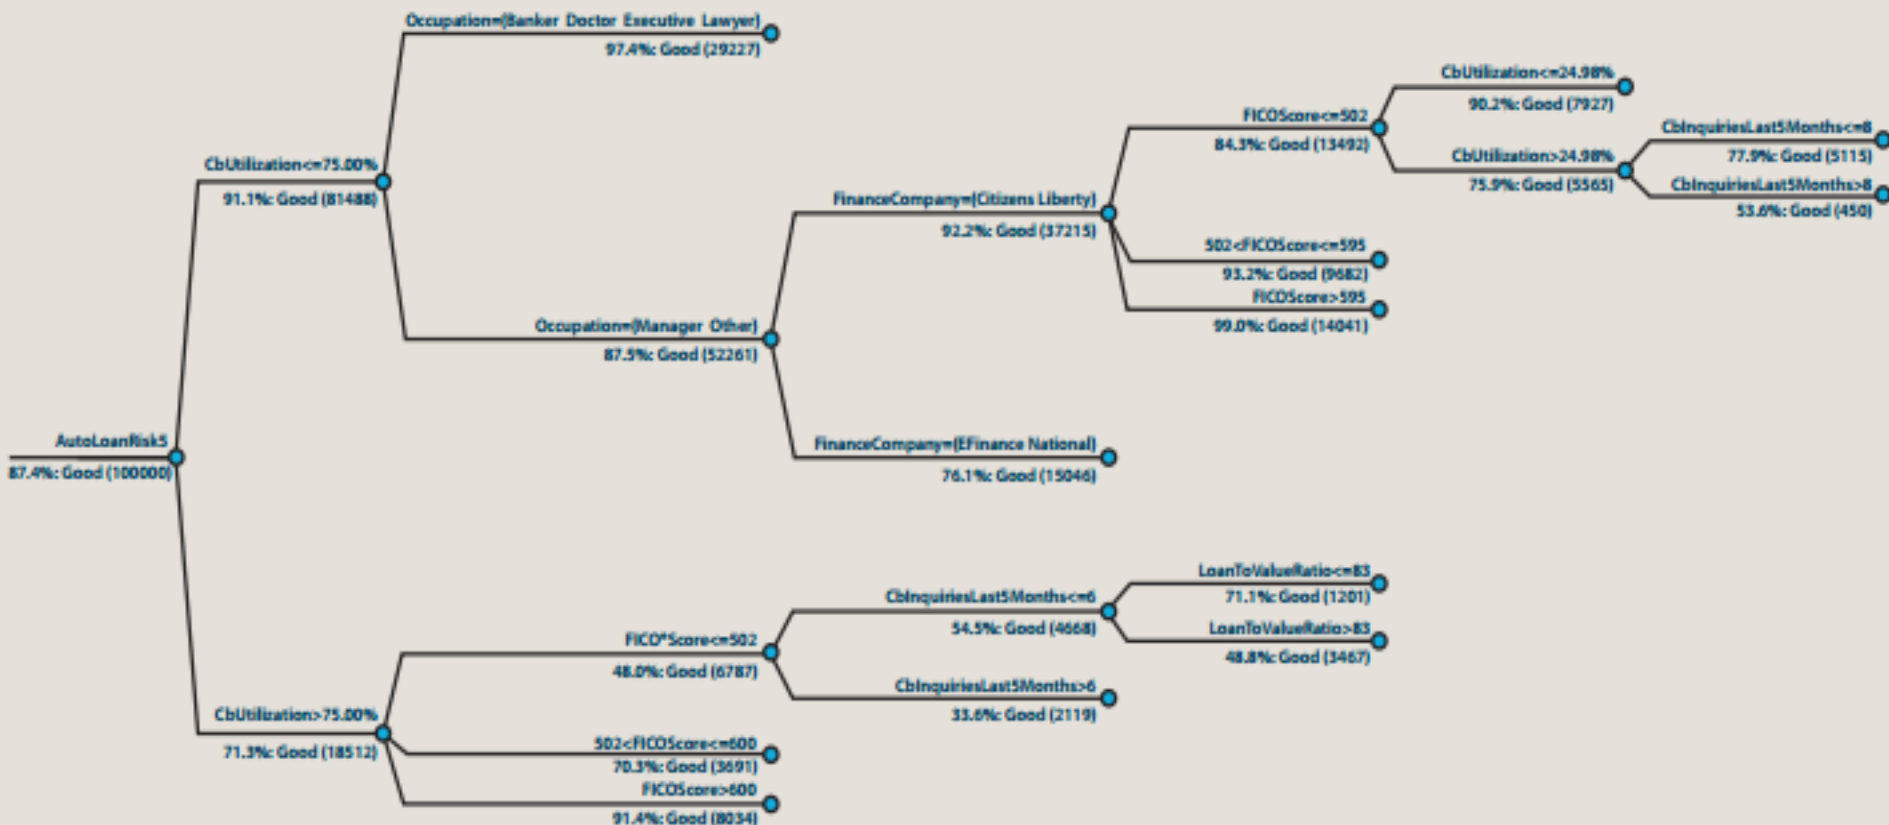 Occupation=(Banker Doctor Executive Lawyer)
97.4%: Good (29227)
CbUtilization<=24.98%
90.2%: Good (7927)
FICOScore<=502
84.3%: Good (13492)
CbInquiriesLast5Months<=8
77.9%: Good (5115)
CbUtilization>24.98%
75.9%: Good (5565)
CbInquiriesLast5Months>8
53.6%: Good (450)
CbUtilization<=75.00%
91.1%: Good (81488)
FinanceCompany=(Citizens Liberty)
92.2%: Good (37215)
502<FICOScore<=595
93.2%: Good (9682)
FICOScore>595
99.0%: Good (14041)
Occupation=(Manager Other)
87.5%: Good (52261)
AutoLoanRisk5
87.4%: Good (100000)
FinanceCompany=(EFinance National)
76.1%: Good (15046)
LoanToValueRatio<=83
71.1%: Good (1201)
CbInquiriesLast5Months<=6
54.5%: Good (4668)
LoanToValueRatio>83
48.8%: Good (3467)
FICO*Score<=502
48.0%: Good (6787)
CbInquiriesLast5Months>6
33.6%: Good (2119)
CbUtilization>75.00%
71.3%: Good (18512)
502<FICOScore<=600
70.3%: Good (3691)
FICOScore>600
91.4%: Good (8034)